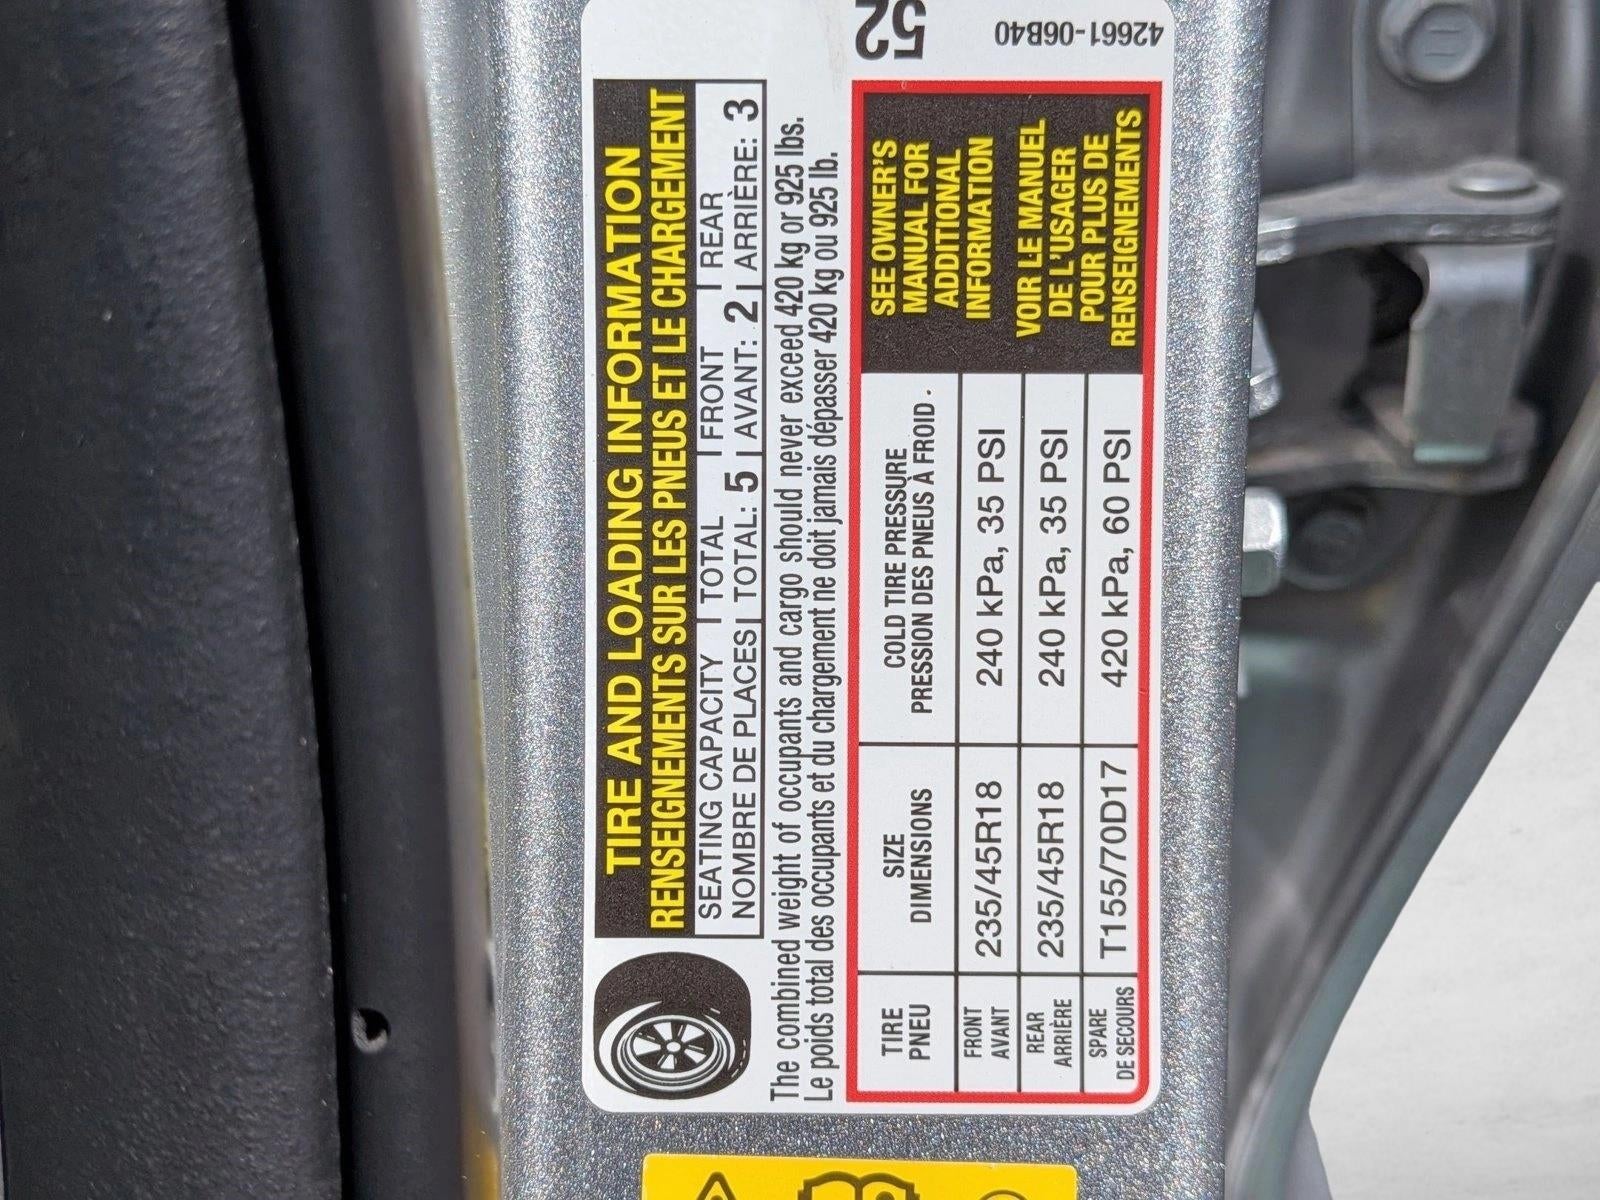 TIRE AND LOADING INFORMATION
RENSEIGNEMENTS SUR LES PNEUS ET LE CHARGEMENT
SEATING CAPACITY | TOTAL | FRONT | REAR
NOMBRE DE PLACES | TOTAL: 5 | AVANT: 2 | ARRIÈRE: 3
The combined weight of occupants and cargo should never exceed 420 kg or 925 lbs.
Le poids total des occupants et du chargement ne doit jamais dépasser 420 kg ou 925 lb.
TIRE SIZE COLD TIRE PRESSURE
PNEU DIMENSIONS PRESSION DES PNEUS À FROID.
FRONT
AVANT 235/45R18 240 kPa, 35 PSI
REAR
ARRIÈRE 235/45R18 240 kPa, 35 PSI
SPARE
DE SECOURS T155/70D17 420 kPa, 60 PSI
SEE OWNER'S
MANUAL FOR
ADDITIONAL
INFORMATION
VOIR LE MANUEL
DE L'USAGER
POUR PLUS DE
RENSEIGNEMENTS
42661-06B40
52